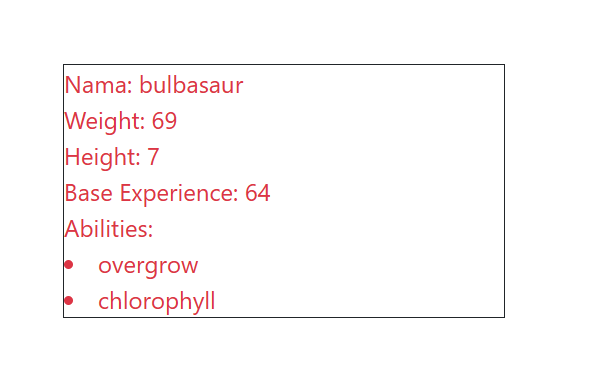 Nama: bulbasaur
Weight: 69
Height: 7
Base Experience: 64
Abilities:
• overgrow
• chlorophyll